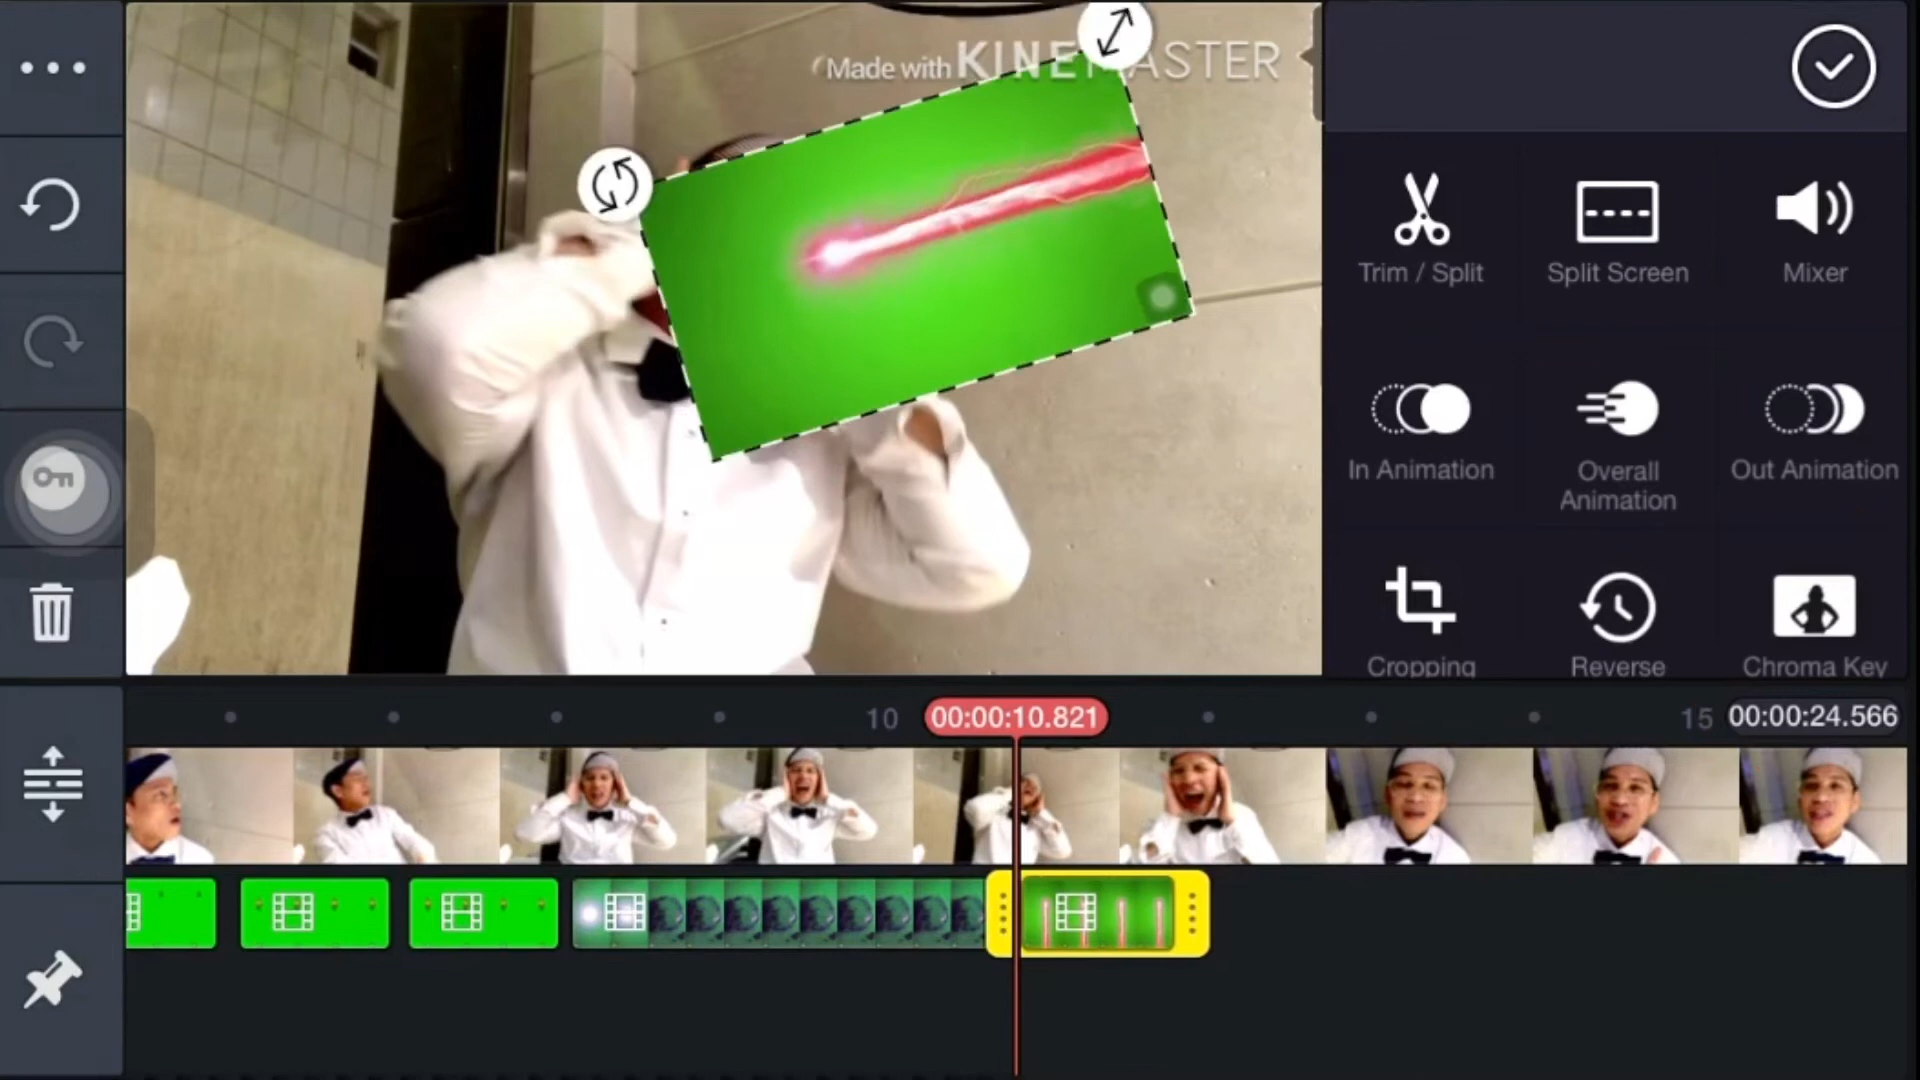 Made with KINEMASTER
Trim / Split
Split Screen
Mixer
In Animation
Overall
Animation
Out Animation
Cropping
Reverse
Chroma Key
10
00:00:10.821
15
00:00:24.566